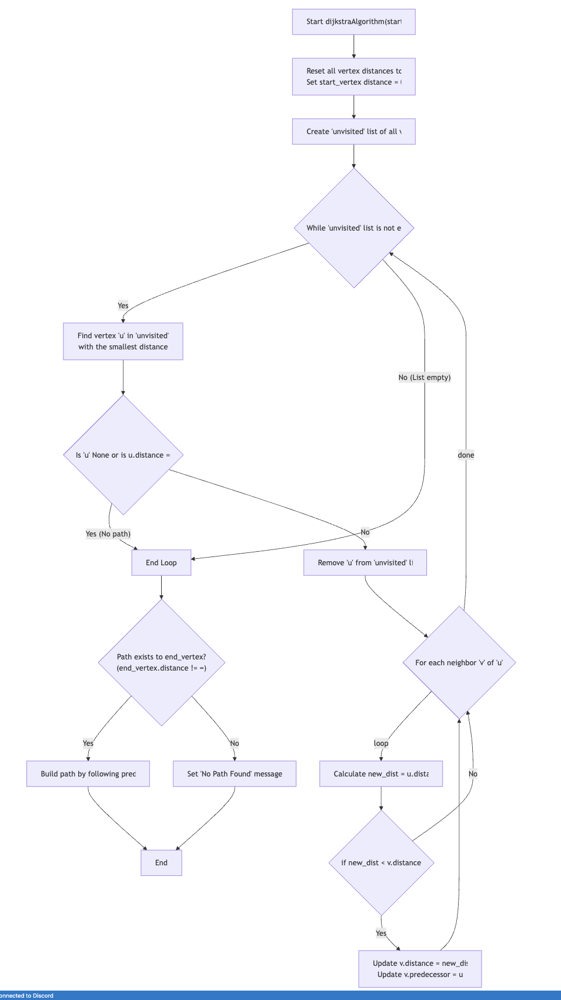 Start dijkstraAlgorithm(start
Reset all vertex distances to
Set start_vertex distance =
Create 'unvisited' list of all
While 'unvisited' list is not e
Yes
Find vertex 'u' in 'unvisited'
with the smallest distance
No (List empty)
Is 'u' None or is u.distance =
done
Yes (No path)
No
End Loop
Remove 'u' from 'unvisited' li
Path exists to end_vertex?
(end_vertex.distance != ∞)
For each neighbor 'v' of 'u'
Yes
No
loop
Build path by following pred
Set 'No Path Found' message
Calculate new_dist = u.dista
No
End
if new_dist < v.distance
Yes
Update v.distance = new_dis
Update v.predecessor = u
onnected to Discord